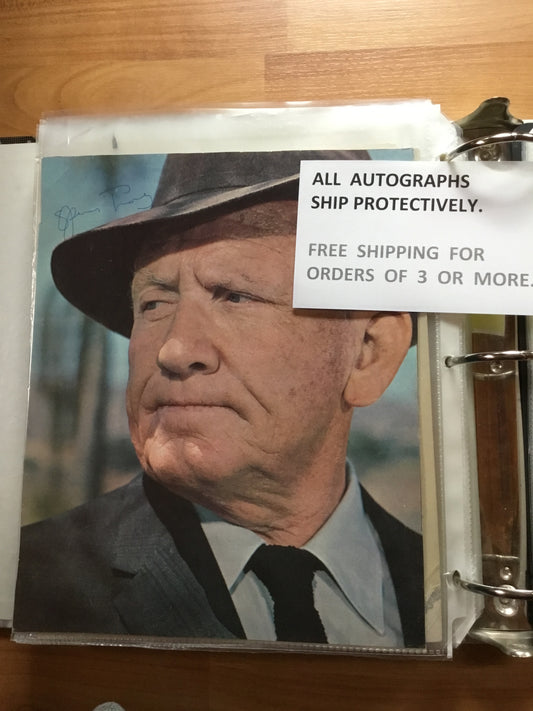 ALL AUTOGRAPHS
SHIP PROTECTIVELY.
FREE SHIPPING FOR
ORDERS OF 3 OR MORE.